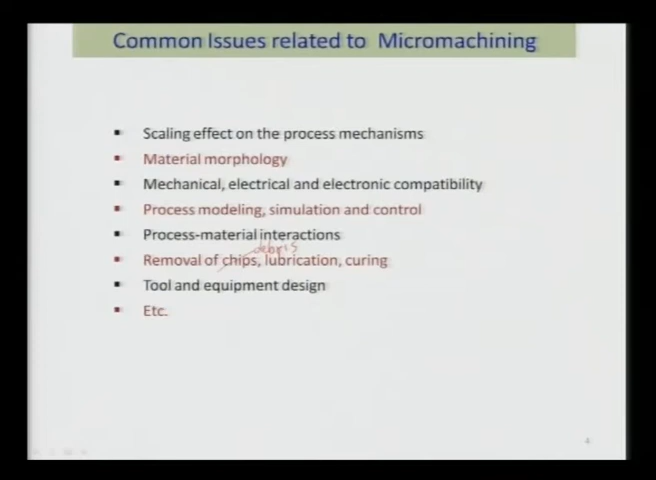 Common Issues related to Micromachining
Scaling effect on the process mechanisms
Material morphology
Mechanical, electrical and electronic compatibility
Process modeling, simulation and control
Process-material interactions
debris
Removal of chips, lubrication, curing
Tool and equipment design
Etc.
4